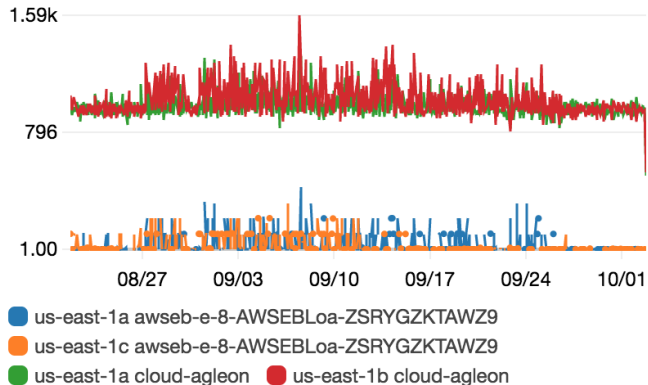 1.59k
796
1.00
08/27 09/03 09/10 09/17 09/24 10/01
us-east-1a awseb-e-8-AWSEBLoa-ZSRYGZKTAWZ9
us-east-1c awseb-e-8-AWSEBLoa-ZSRYGZKTAWZ9
us-east-1a cloud-agleon us-east-1b cloud-agleon